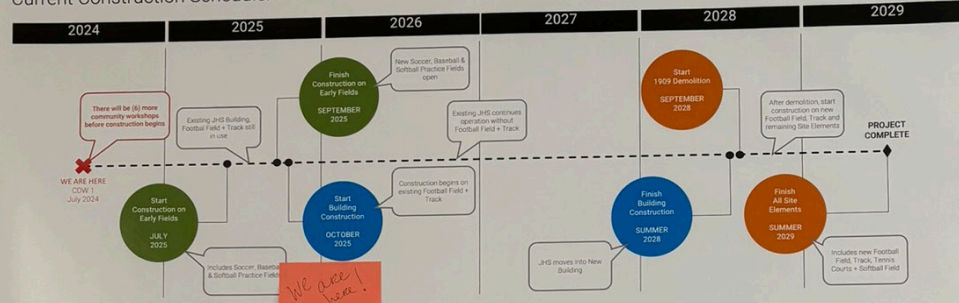 Current Construction Schedule:
2024
2025
2026
2027
2028
2029
There will be (6) more
community workshops
before construction begins
WE ARE HERE
CDW 1
July 2024
Start
Construction on
Early Fields
JULY
2025
Existing JHS Building,
Football Field + Track still
in use
Includes Soccer, Baseball
& Softball Practice Fields
Finish
Construction on
Early Fields
SEPTEMBER
2025
New Soccer, Baseball &
Softball Practice Fields
open
Start
Building
Construction
OCTOBER
2025
We are
here!
Construction begins on
existing Football Field +
Track
Existing JHS continues
operation without
Football Field + Track
JHS moves into New
Building
Finish
Building
Construction
SUMMER
2028
Start
1909 Demolition
SEPTEMBER
2028
After demolition, start
construction on new
Football Field, Track and
remaining Site Elements
Finish
All Site
Elements
SUMMER
2029
Includes new Football
Field, Track, Tennis
Courts + Softball Field
PROJECT
COMPLETE